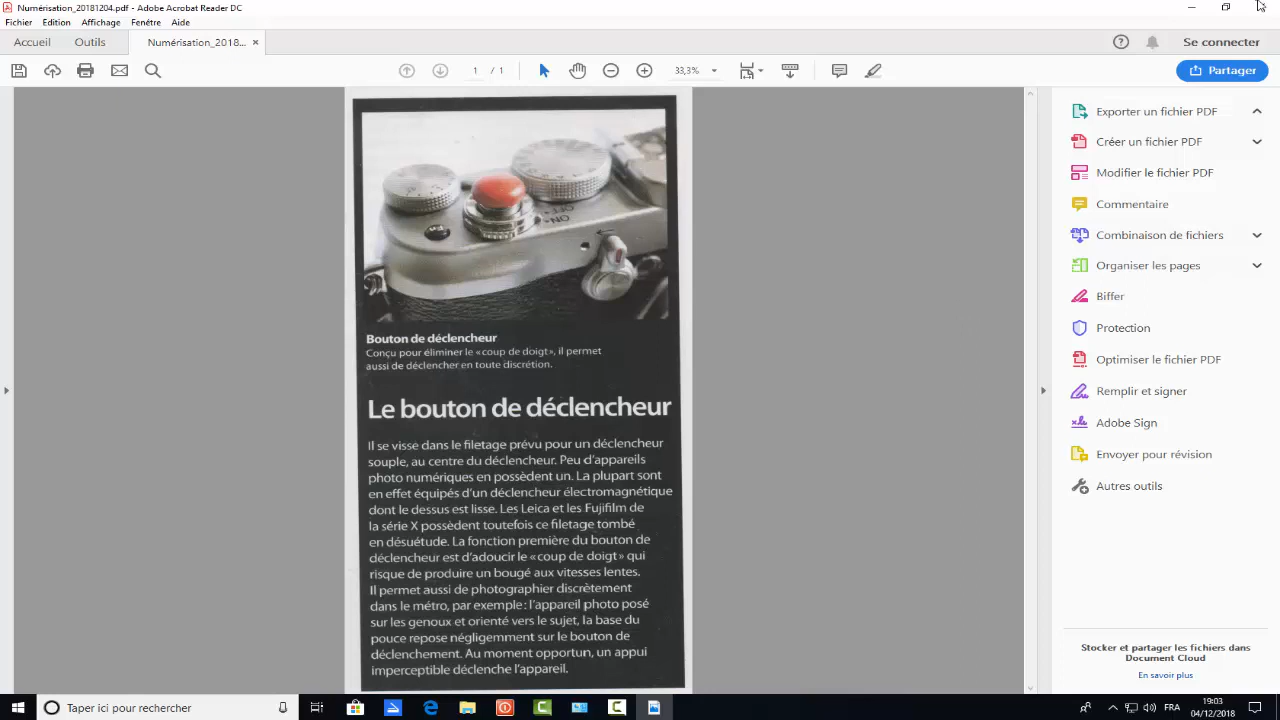 Numérisation_20181204.pdf - Adobe Acrobat Reader DC
Fichier Edition Affichage Fenêtre Aide
Accueil Outils Numérisation_2018... × Se connecter
1 / 1 33,3% Partager
OFF
ON
Fn
Bouton de déclencheur
Conçu pour éliminer le «coup de doigt», il permet
aussi de déclencher en toute discrétion.
Le bouton de déclencheur
Il se visse dans le filetage prévu pour un déclencheur
souple, au centre du déclencheur. Peu d'appareils
photo numériques en possèdent un. La plupart sont
en effet équipés d'un déclencheur électromagnétique
dont le dessus est lisse. Les Leica et les Fujifilm de
la série X possèdent toutefois ce filetage tombé
en désuétude. La fonction première du bouton de
déclencheur est d'adoucir le «coup de doigt» qui
risque de produire un bougé aux vitesses lentes.
Il permet aussi de photographier discrètement
dans le métro, par exemple : l'appareil photo posé
sur les genoux et orienté vers le sujet, la base du
pouce repose négligemment sur le bouton de
déclenchement. Au moment opportun, un appui
imperceptible déclenche l'appareil.
Exporter un fichier PDF
Créer un fichier PDF
Modifier le fichier PDF
Commentaire
Combinaison de fichiers
Organiser les pages
Biffer
Protection
Optimiser le fichier PDF
Remplir et signer
Adobe Sign
Envoyer pour révision
Autres outils
Stocker et partager les fichiers dans
Document Cloud
En savoir plus
Taper ici pour rechercher
FRA
19:03
04/12/2018